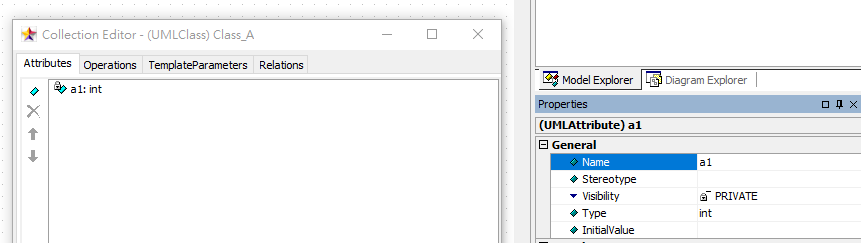 Collection Editor - (UMLClass) Class_A
Attributes Operations TemplateParameters Relations
a1: int
Model Explorer Diagram Explorer
Properties
(UMLAttribute) a1
General
Name a1
Stereotype
Visibility PRIVATE
Type int
InitialValue